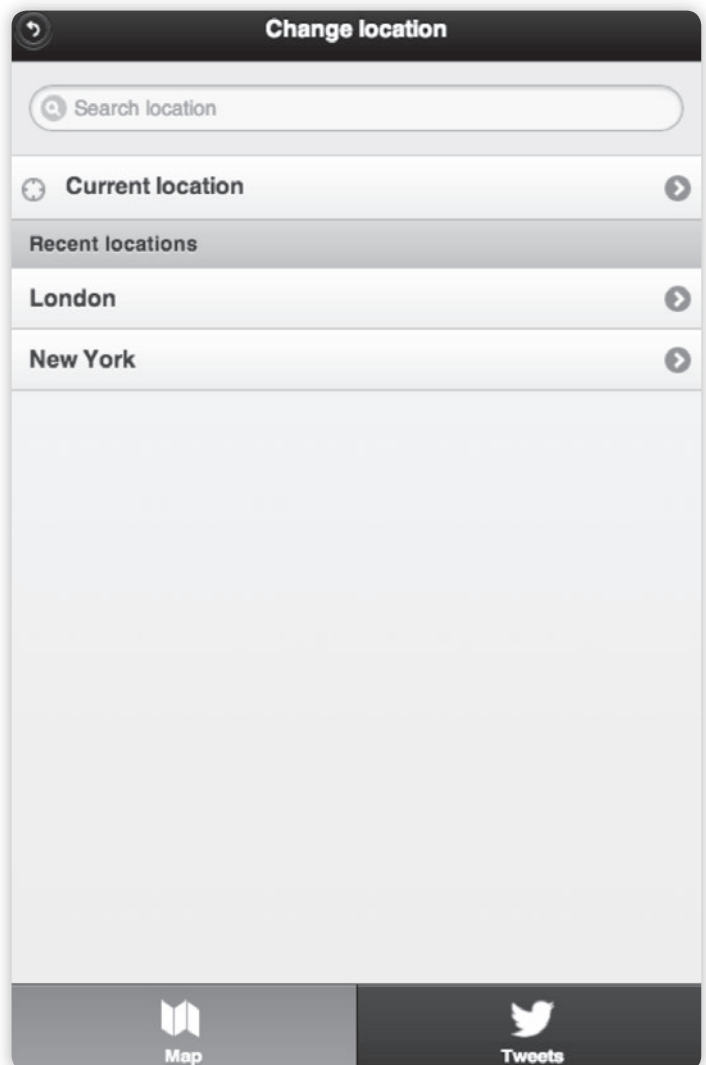 Change location
Search location
Current location
Recent locations
London
New York
Map
Tweets